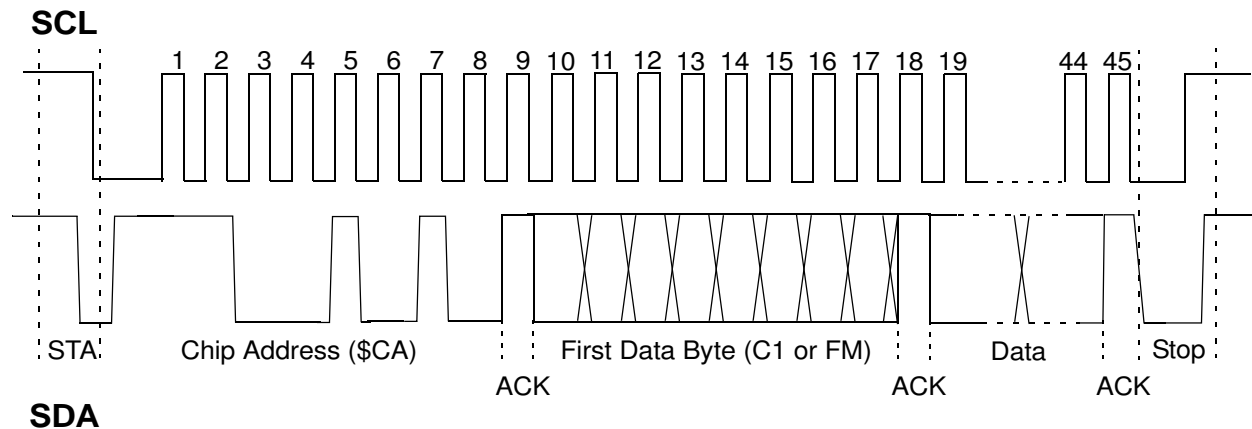 SCL
1 2 3 4 5 6 7 8 9 10 11 12 13 14 15 16 17 18 19 44 45
STA Chip Address ($CA) First Data Byte (C1 or FM) Data Stop
ACK ACK ACK
SDA